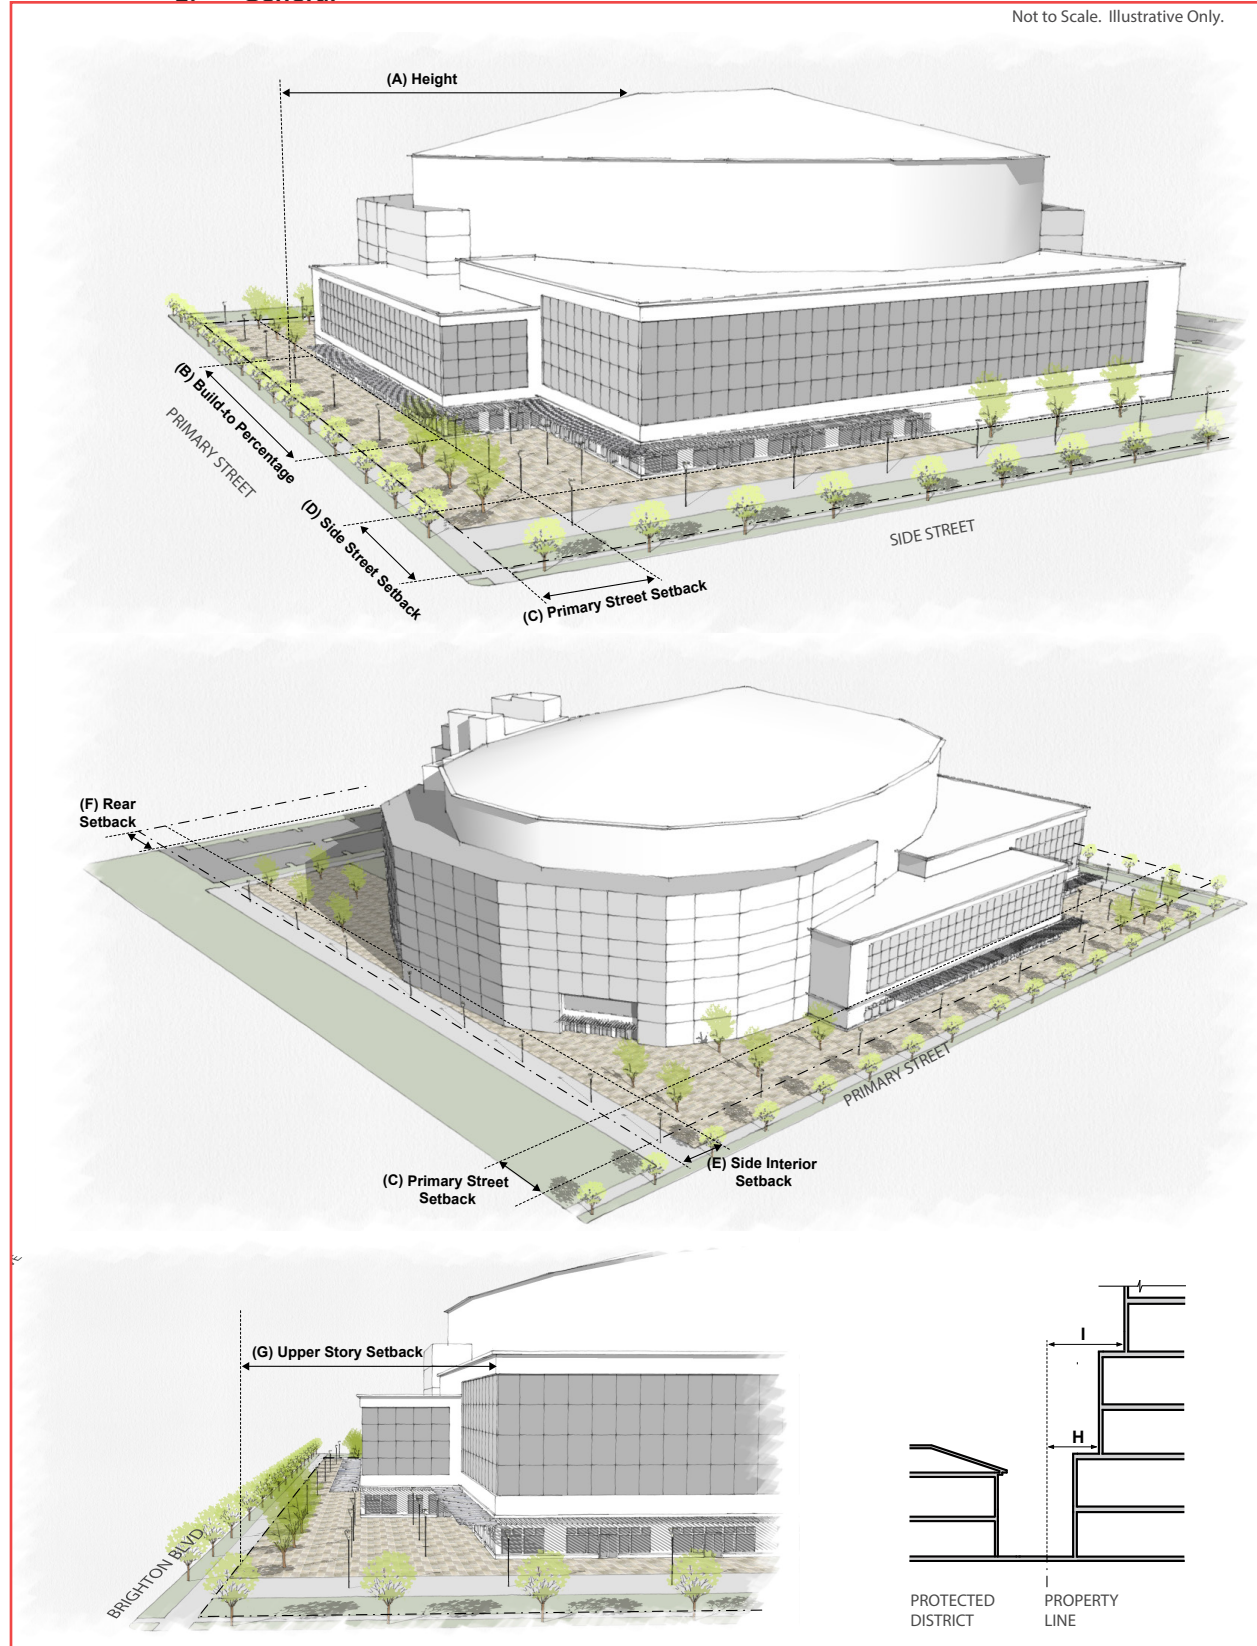 Not to Scale. Illustrative Only.
(A) Height
(B) Build-to Percentage
PRIMARY STREET
(D) Side Street Setback
(C) Primary Street Setback
SIDE STREET
(F) Rear
Setback
PRIMARY STREET
(E) Side Interior
Setback
(C) Primary Street
Setback
(G) Upper Story Setback
BRIGHTON BLVD
I
H
PROTECTED
DISTRICT
PROPERTY
LINE